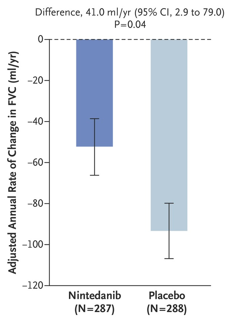 Difference, 41.0 ml/yr (95% CI, 2.9 to 79.0)
P=0.04
Adjusted Annual Rate of Change in FVC (ml/yr)
0
−20
−40
−60
−80
−100
−120
Nintedanib
(N=287)
Placebo
(N=288)